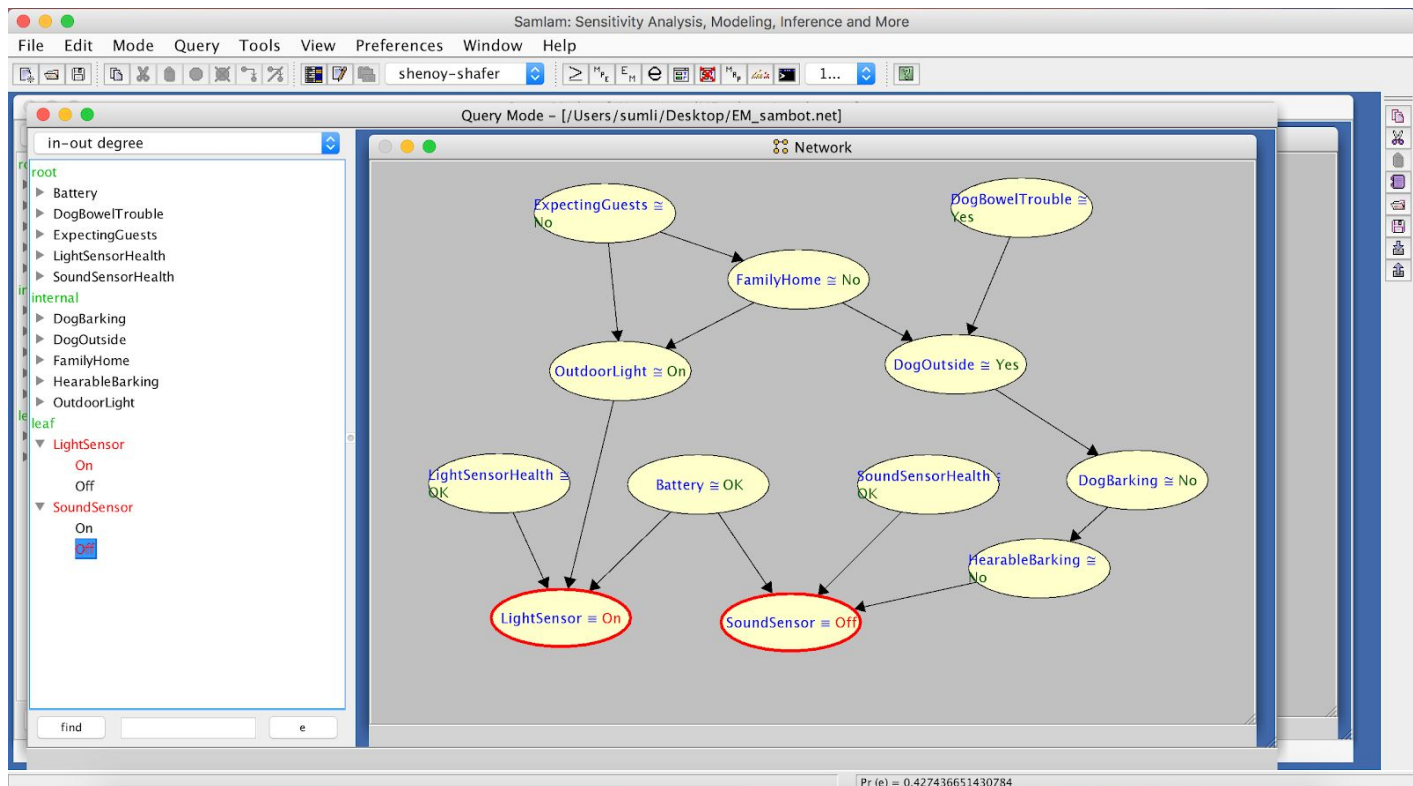 SamIam: Sensitivity Analysis, Modeling, Inference and More
File Edit Mode Query Tools View Preferences Window Help
shenoy-shafer
1...
Query Mode – [/Users/sumli/Desktop/EM_sambot.net]
in-out degree
root
Battery
DogBowelTrouble
ExpectingGuests
LightSensorHealth
SoundSensorHealth
internal
DogBarking
DogOutside
FamilyHome
HearableBarking
OutdoorLight
leaf
LightSensor
On
Off
SoundSensor
On
Off
find
e
Network
ExpectingGuests ≅
No
DogBowelTrouble ≅
Yes
FamilyHome ≅ No
OutdoorLight ≅ On
DogOutside ≅ Yes
LightSensorHealth ≅
OK
Battery ≅ OK
SoundSensorHealth ≅
OK
DogBarking ≅ No
HearableBarking ≅
No
LightSensor ≡ On
SoundSensor ≡ Off
Pr (e) = 0.427436651430784